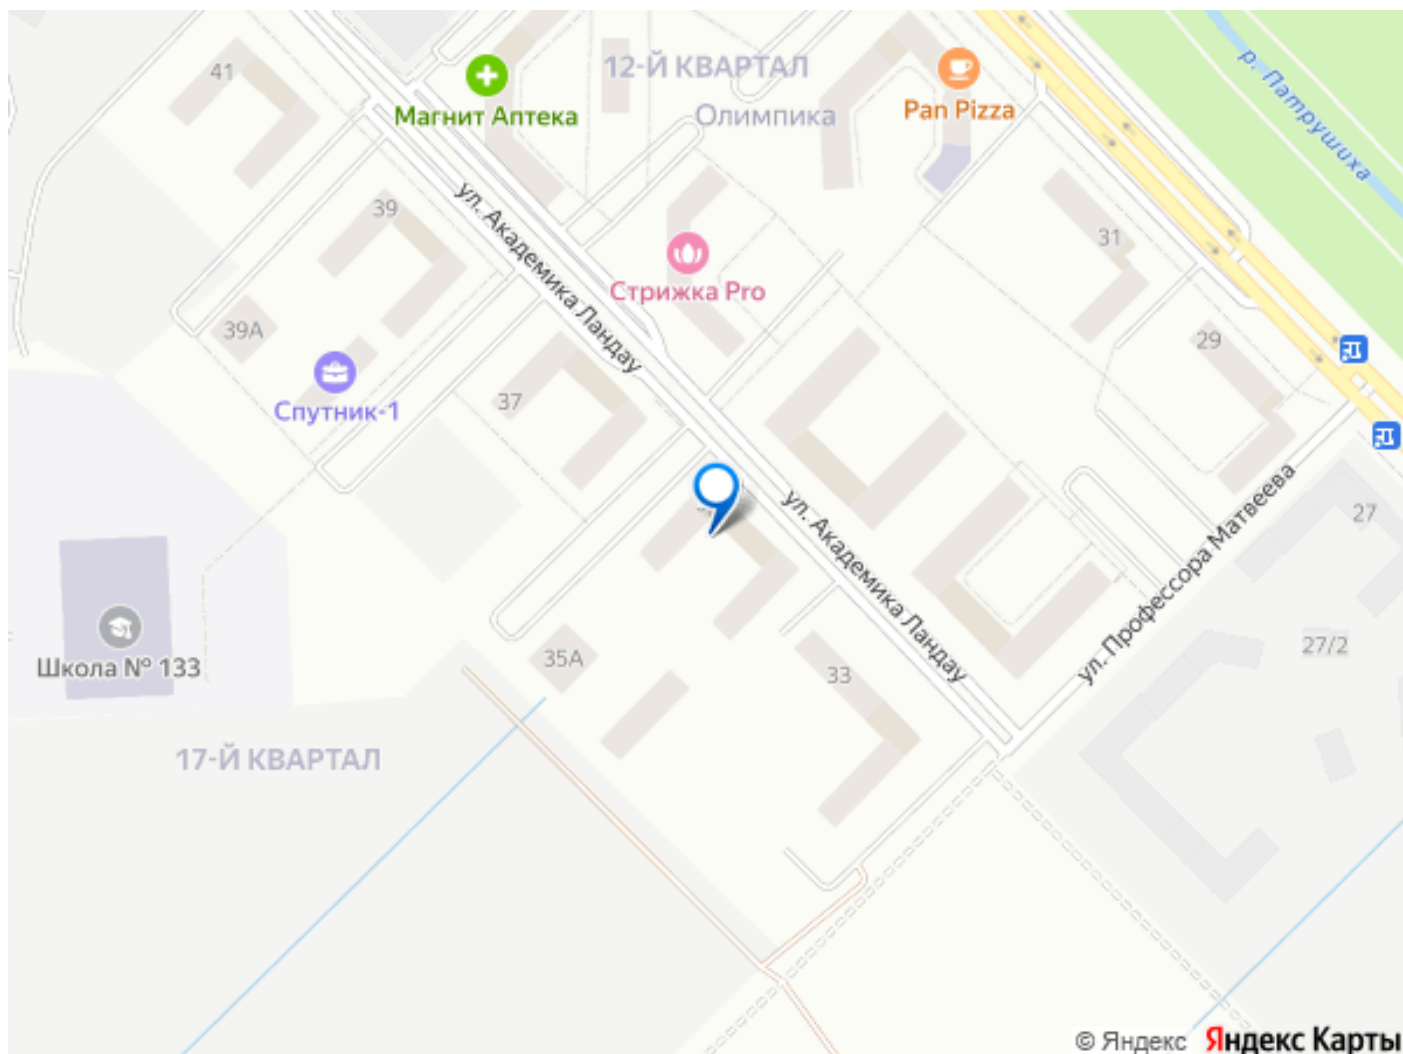 41
12-Й КВАРТАЛ
Магнит Аптека
Олимпика
Pan Pizza
р. Патрушиха
39
ул. Академика Ландау
31
Стрижка Pro
39А
29
Спутник-1
37
ул. Академика Ландау
ул. Профессора Матвеева
27
Школа № 133
35А
33
27/2
17-Й КВАРТАЛ
© Яндекс Яндекс Карты